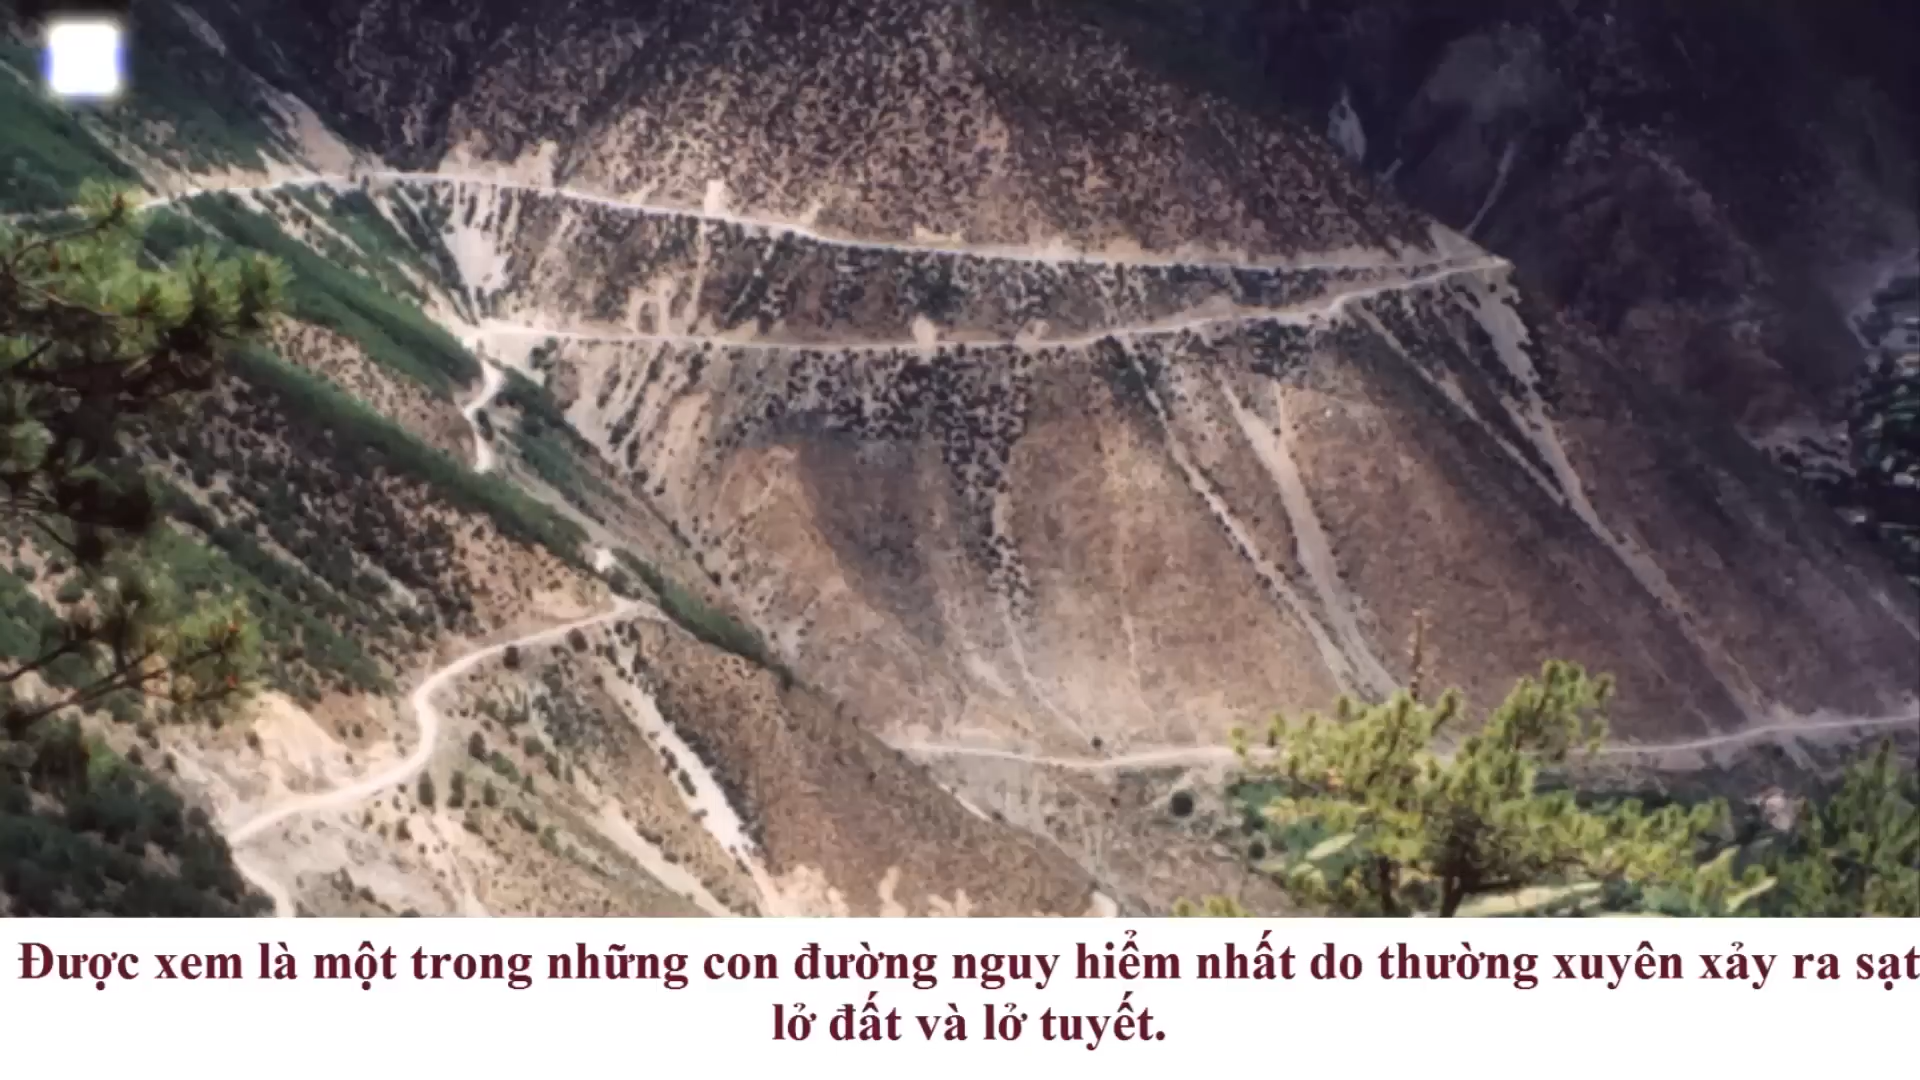 Được xem là một trong những con đường nguy hiểm nhất do thường xuyên xảy ra sạt
lở đất và lở tuyết.